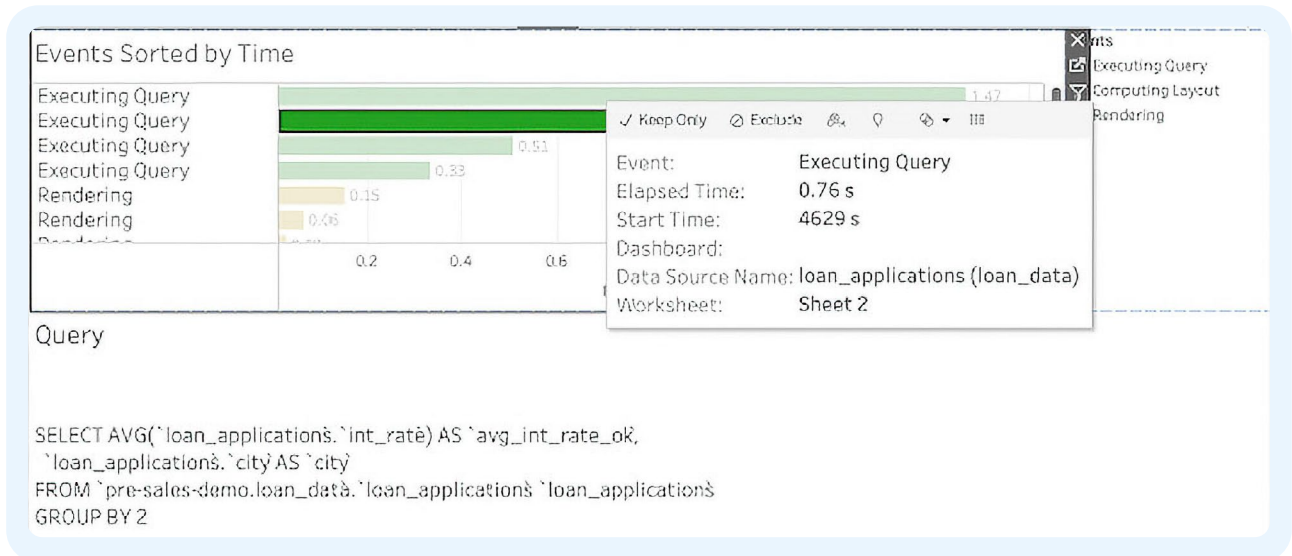 Events Sorted by Time
nts
Executing Query
Computing Layout
Rendering
Executing Query 1.47
Executing Query
Executing Query 0.51
Executing Query 0.33
Rendering 0.15
Rendering 0.06
Rendering
0.2 0.4 0.6
Keep Only Exclude
Event: Executing Query
Elapsed Time: 0.76 s
Start Time: 4629 s
Dashboard:
Data Source Name: loan_applications (loan_data)
Worksheet: Sheet 2
Query
SELECT AVG(`loan_applications`.`int_rate`) AS `avg_int_rate_ok`,
`loan_applications`.`city` AS `city`
FROM `pre-sales-demo.loan_data`.`loan_applications` `loan_applications`
GROUP BY 2